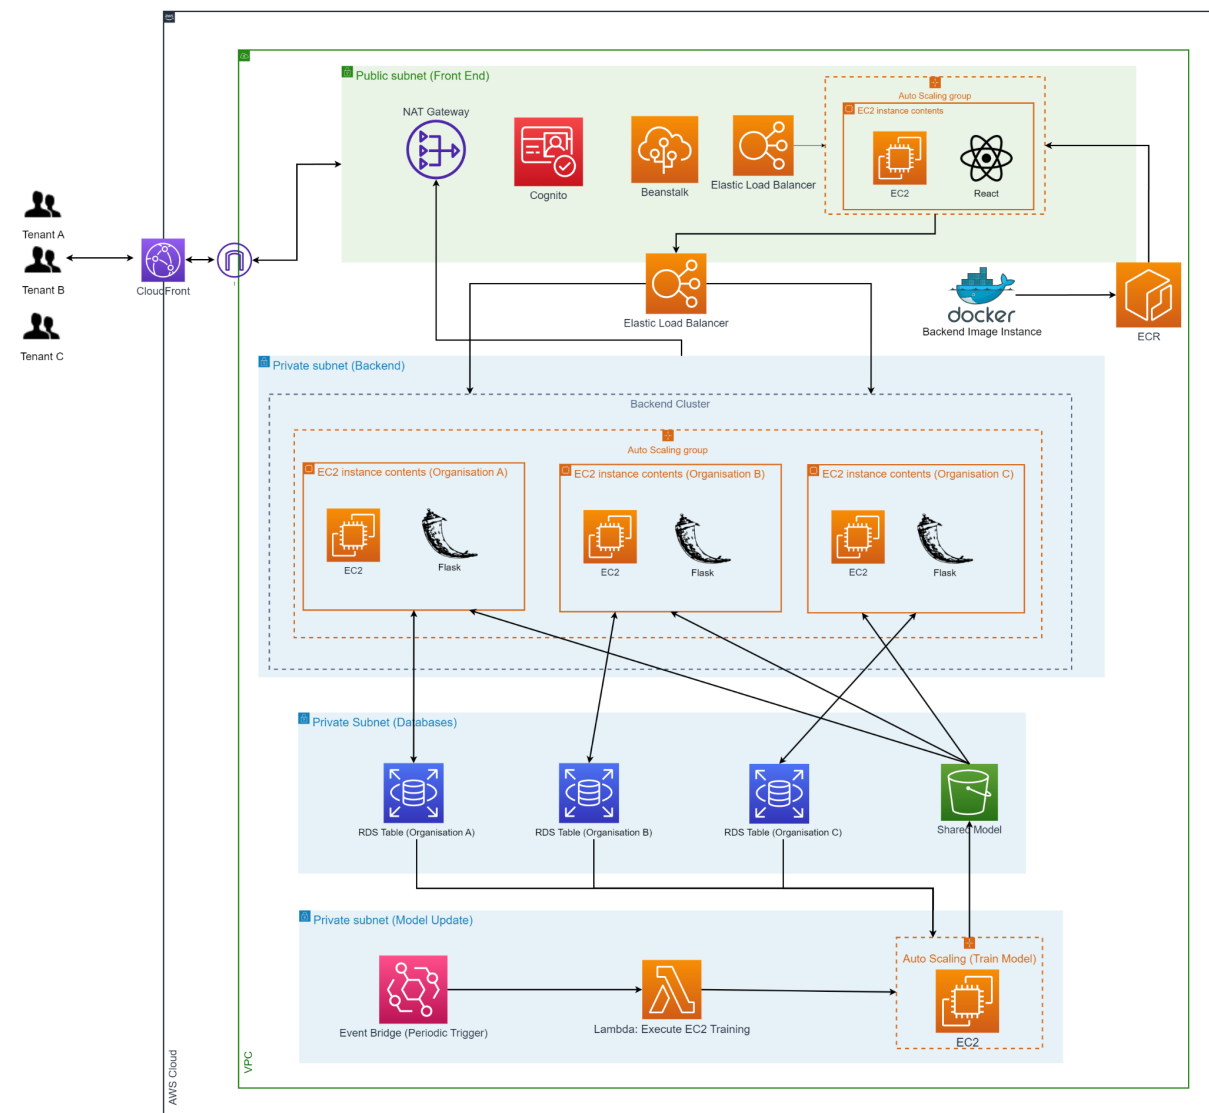 Public subnet (Front End)
NAT Gateway
Cognito
Beanstalk
Elastic Load Balancer
Auto Scaling group
EC2 instance contents
EC2
React
Tenant A
Tenant B
Tenant C
CloudFront
Elastic Load Balancer
docker
Backend Image Instance
ECR
Private subnet (Backend)
Backend Cluster
Auto Scaling group
EC2 instance contents (Organisation A)
EC2
Flask
EC2 instance contents (Organisation B)
EC2
Flask
EC2 instance contents (Organisation C)
EC2
Flask
Private Subnet (Databases)
RDS Table (Organisation A)
RDS Table (Organisation B)
RDS Table (Organisation C)
Shared Model
Private subnet (Model Update)
Event Bridge (Periodic Trigger)
Lambda: Execute EC2 Training
Auto Scaling (Train Model)
EC2
VPC
AWS Cloud